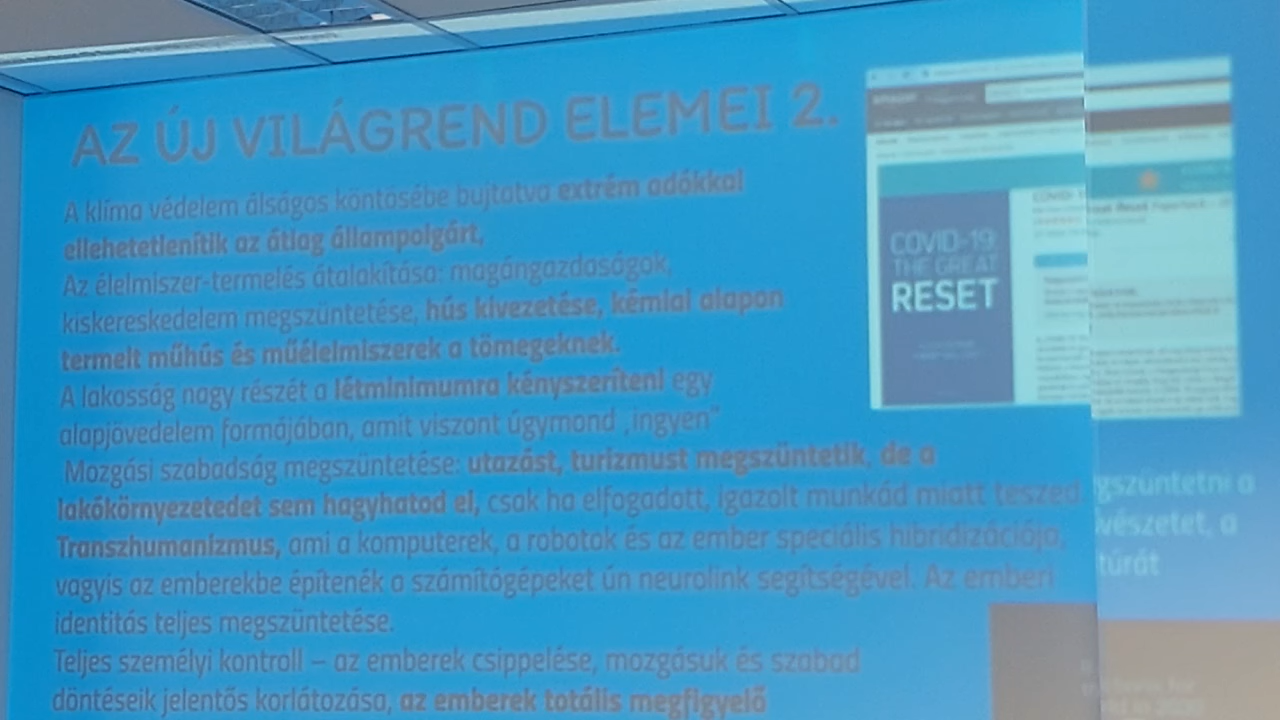 AZ ÚJ VILÁGREND ELEMEI 2.
A klíma védelem álságos köntösébe bujtatva extrém adókkal
ellehetetlenítik az átlag állampolgárt,
Az élelmiszer-termelés átalakítása: magángazdaságok,
kiskereskedelem megszüntetése, hús kivezetése, kémiai alapon
termelt műhús és műélelmiszerek a tömegeknek.
A lakosság nagy részét a létminimumra kényszeríteni egy
alapjövedelem formájában, amit viszont úgymond „ingyen"
Mozgási szabadság megszüntetése: utazást, turizmust megszüntetik, de a
lakókörnyezetedet sem hagyhatod el, csak ha elfogadott, igazolt munkád miatt teszed
Transzhumanizmus, ami a komputerek, a robotok és az ember speciális hibridizációja,
vagyis az emberekbe építenék a számítógépeket ún neurolink segítségével. Az emberi
identitás teljes megszüntetése.
Teljes személyi kontroll – az emberek csippelése, mozgásuk és szabad
döntéseik jelentős korlátozása, az emberek totális megfigyelő
COVID-19:
THE GREAT
RESET
gszüntetni a
vészetet, a
túrát